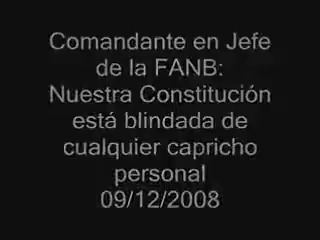 Comandante en Jefe
de la FANB:
Nuestra Constitución
está blindada de
cualquier capricho
personal
09/12/2008